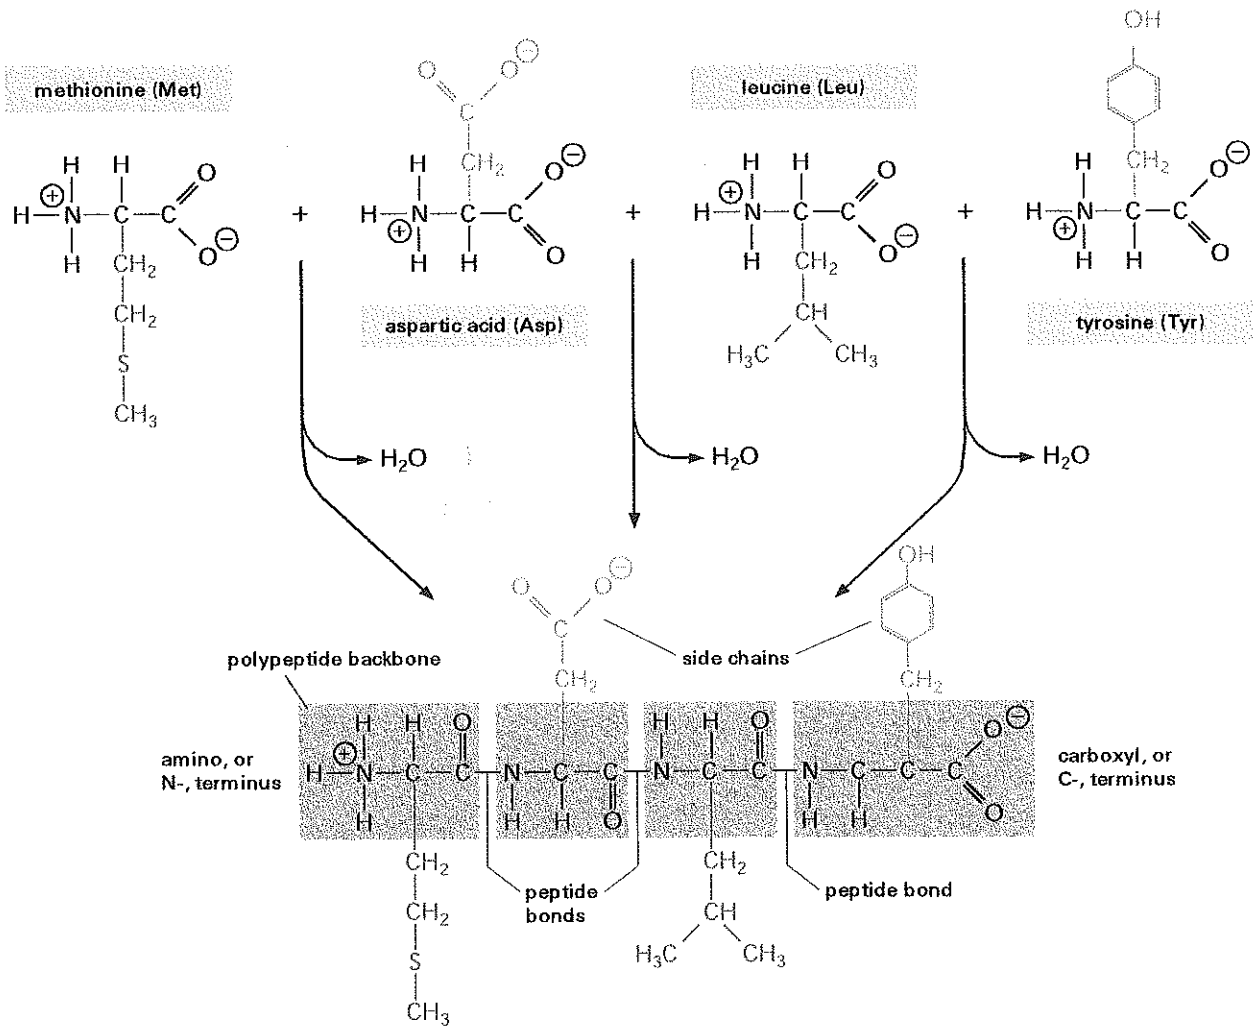 OH
O O ⊖
methionine (Met) leucine (Leu)
C
H H O H CH₂ O ⊖ H H O H CH₂ O ⊖
⊕ ⊕
H–N–C–C + H–N–C–C + H–N–C–C + H–N–C–C
⊕ ⊕
H CH₂ O ⊖ H H O H CH₂ O ⊖ H H O
CH₂ CH
aspartic acid (Asp) tyrosine (Tyr)
S H₃C CH₃
CH₃
H₂O H₂O H₂O
O O ⊖ OH
C
polypeptide backbone side chains
CH₂ CH₂
H H O H H O O ⊖
⊕
amino, or
N-, terminus
H–N–C–C–N–C–C–N–C–C–N–C–C–C
carboxyl, or
C-, terminus
H H H O H H O
CH₂ CH₂
peptide
bonds
peptide bond
CH₂ CH
S H₃C CH₃
CH₃